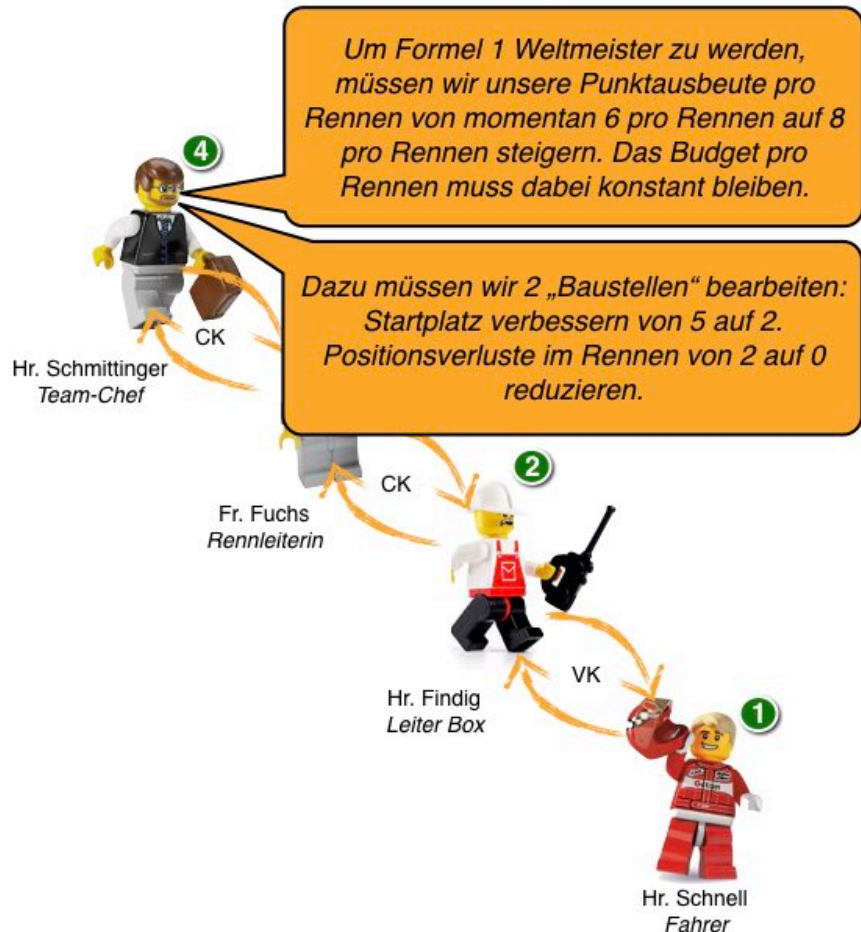 Um Formel 1 Weltmeister zu werden,
müssen wir unsere Punktausbeute pro
Rennen von momentan 6 pro Rennen auf 8
pro Rennen steigern. Das Budget pro
Rennen muss dabei konstant bleiben.
4
Dazu müssen wir 2 „Baustellen“ bearbeiten:
Startplatz verbessern von 5 auf 2.
Positionsverluste im Rennen von 2 auf 0
reduzieren.
CK
Hr. Schmittinger
Team-Chef
2
CK
Fr. Fuchs
Rennleiterin
VK
Hr. Findig
Leiter Box
1
Hr. Schnell
Fahrer